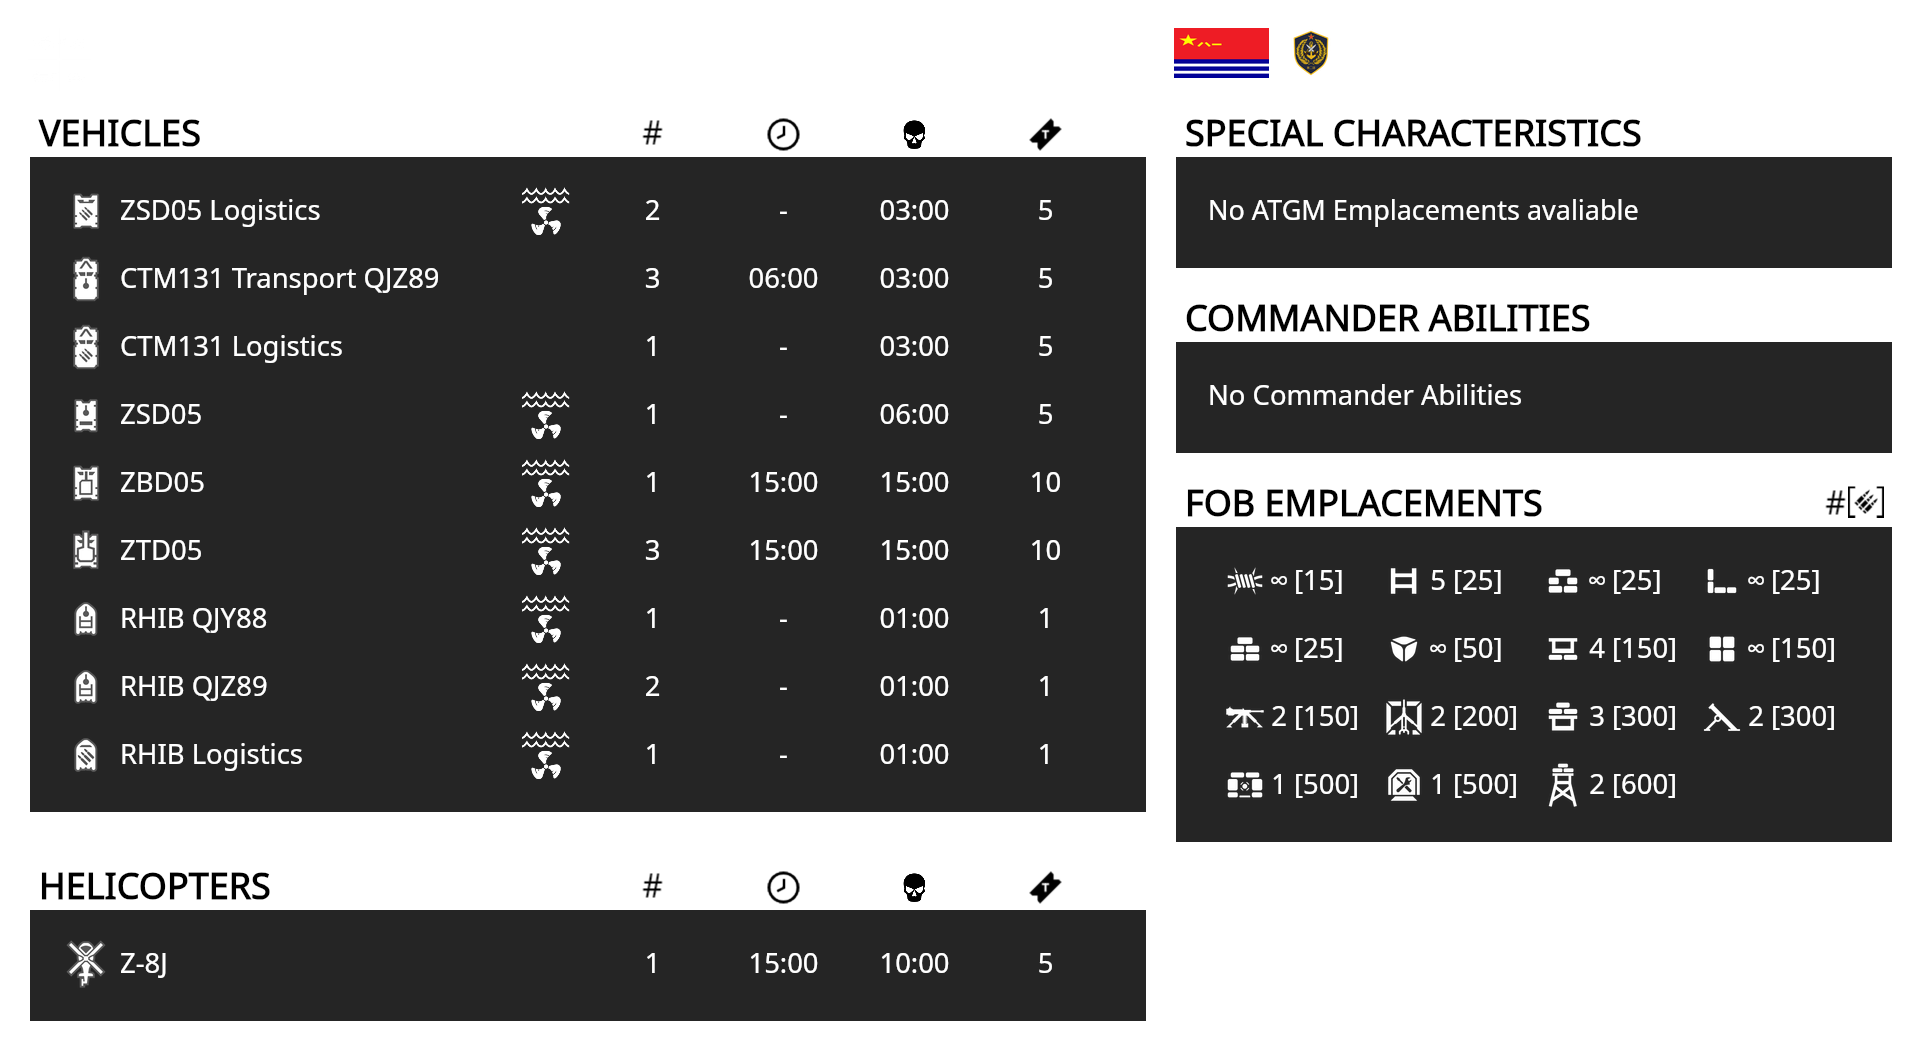 VEHICLES #
ZSD05 Logistics 2 - 03:00 5
CTM131 Transport QJZ89 3 06:00 03:00 5
CTM131 Logistics 1 - 03:00 5
ZSD05 1 - 06:00 5
ZBD05 1 15:00 15:00 10
ZTD05 3 15:00 15:00 10
RHIB QJY88 1 - 01:00 1
RHIB QJZ89 2 - 01:00 1
RHIB Logistics 1 - 01:00 1
HELICOPTERS #
Z-8J 1 15:00 10:00 5
SPECIAL CHARACTERISTICS
No ATGM Emplacements avaliable
COMMANDER ABILITIES
No Commander Abilities
FOB EMPLACEMENTS #[]
∞ [15] 5 [25] ∞ [25] ∞ [25]
∞ [25] ∞ [50] 4 [150] ∞ [150]
2 [150] 2 [200] 3 [300] 2 [300]
1 [500] 1 [500] 2 [600]